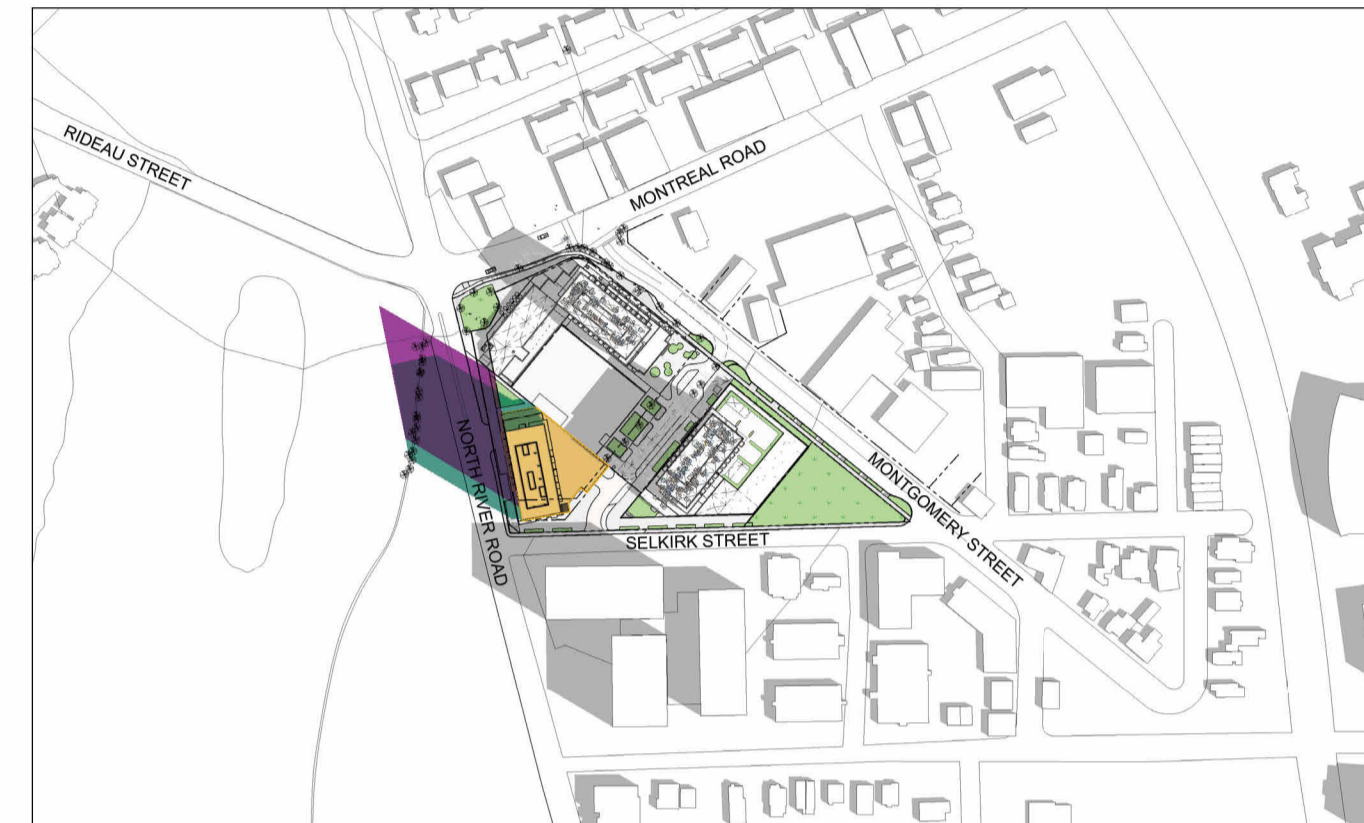 RIDEAU STREET
MONTREAL ROAD
NORTH RIVER ROAD
MONTGOMERY STREET
SELKIRK STREET